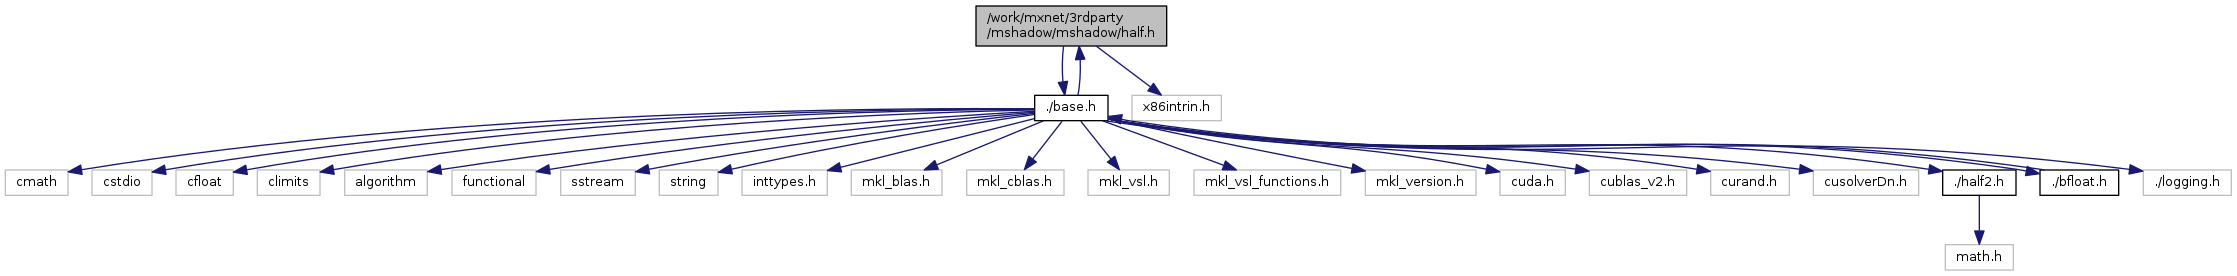 /work/mxnet/3rdparty
/mshadow/mshadow/half.h
./base.h
x86intrin.h
cmath
cstdio
cfloat
climits
algorithm
functional
sstream
string
inttypes.h
mkl_blas.h
mkl_cblas.h
mkl_vsl.h
mkl_vsl_functions.h
mkl_version.h
cuda.h
cublas_v2.h
curand.h
cusolverDn.h
./half2.h
./bfloat.h
./logging.h
math.h